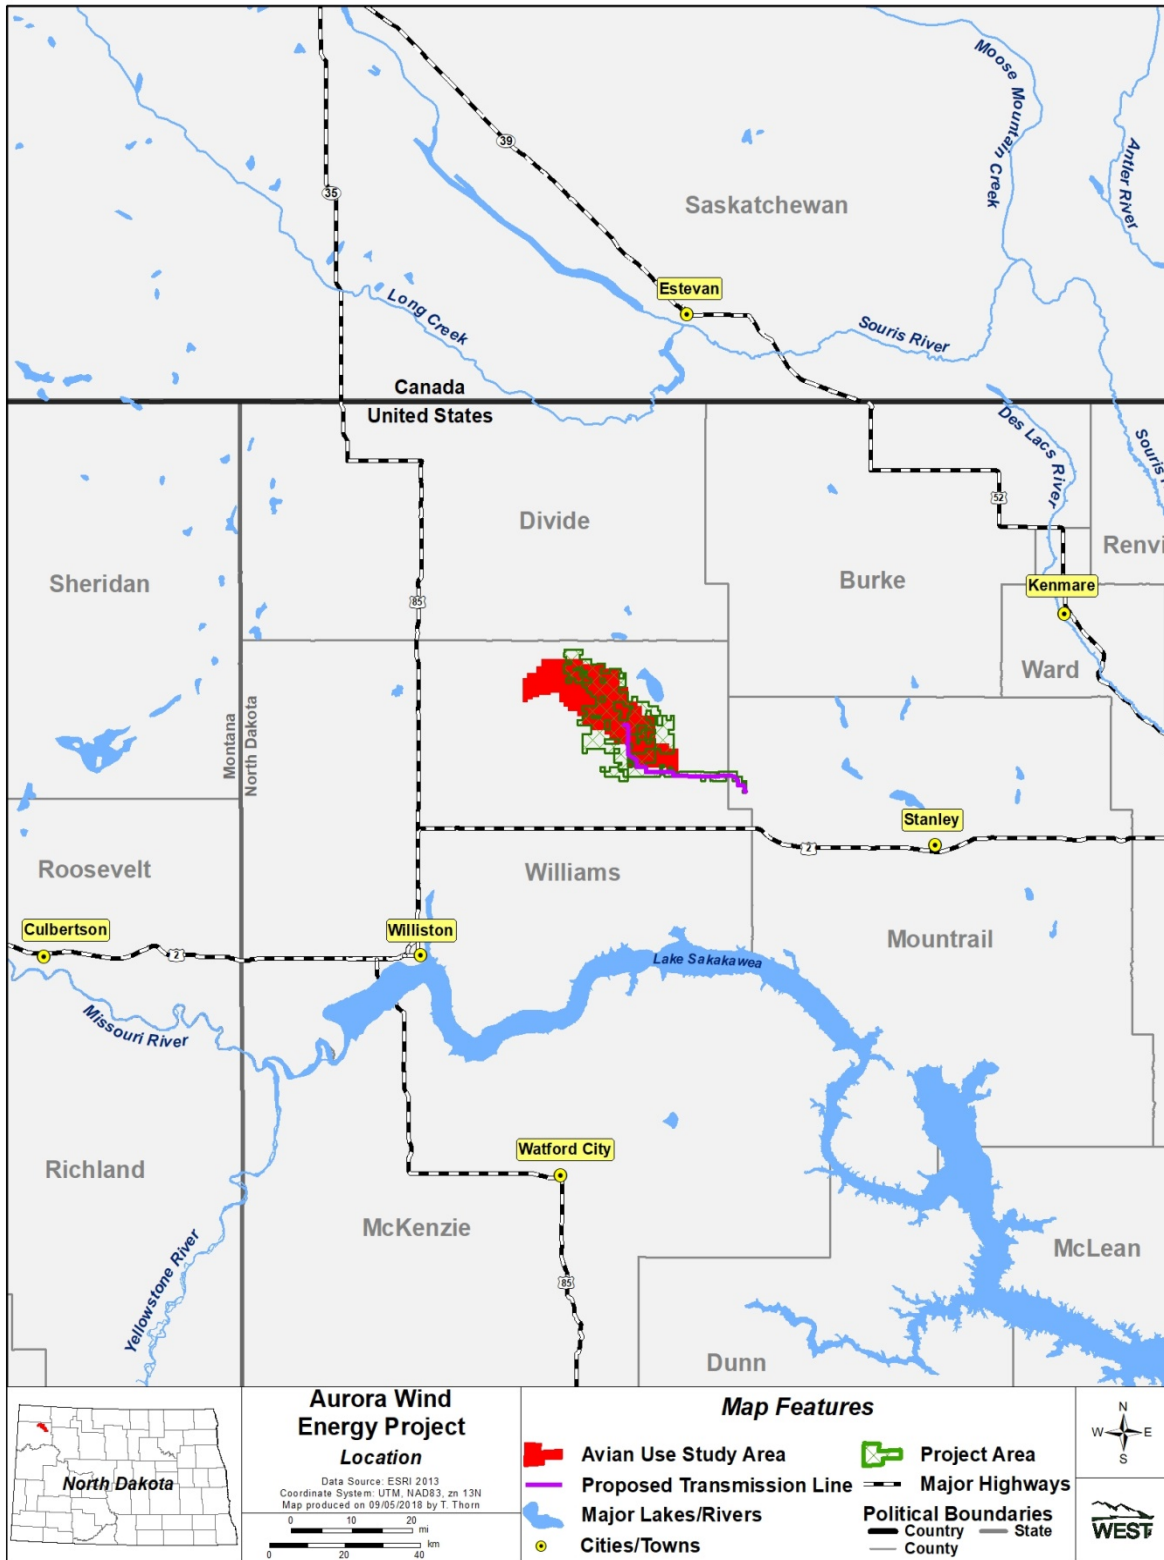 Moose Mountain Creek
Antler River
39
35
Saskatchewan
Estevan
Long Creek
Souris River
Canada
United States
Des Lacs River
Souris
52
Divide
Renvi
Sheridan
Burke
85
Kenmare
Ward
Montana
North Dakota
Stanley
2
Roosevelt
Williams
Culbertson
Williston
Mountrail
2
Lake Sakakawea
Missouri River
Watford City
Richland
McKenzie
McLean
85
Yellowstone River
Dunn
North Dakota
Aurora Wind
Energy Project
Location
Data Source: ESRI 2013
Coordinate System: UTM, NAD83, zn 13N
Map produced on 09/05/2018 by T. Thorn
0 10 20
mi
km
0 20 40
Map Features
Avian Use Study Area
Project Area
Proposed Transmission Line
Major Highways
Major Lakes/Rivers
Political Boundaries
Country
State
County
Cities/Towns
N
W E
S
WEST